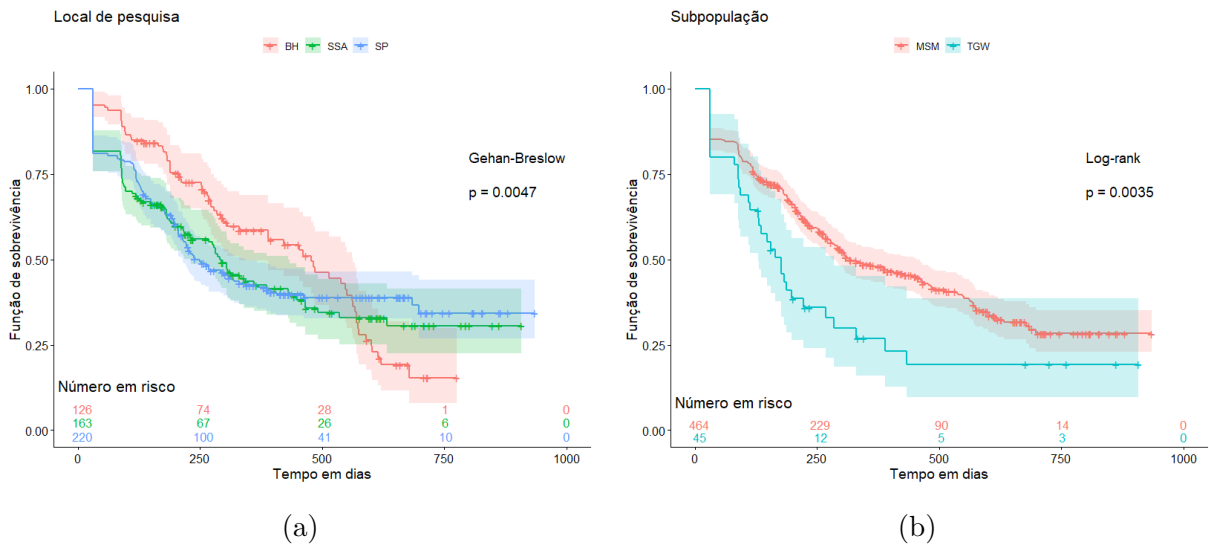 Local de pesquisa
BH SSA SP
Função de sobrevivência
1.00
0.75
0.50
0.25
0.00
Gehan-Breslow
p = 0.0047
Número em risco
126 74 28 1 0
163 67 26 6 0
220 100 41 10 0
0 250 500 750 1000
Tempo em dias
(a)
Subpopulação
MSM TGW
Função de sobrevivência
1.00
0.75
0.50
0.25
0.00
Log-rank
p = 0.0035
Número em risco
464 229 90 14 0
45 12 5 3 0
0 250 500 750 1000
Tempo em dias
(b)